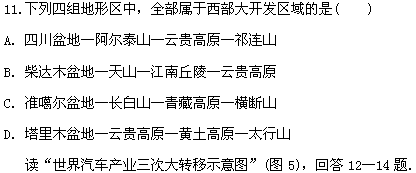 11.下列四组地形区中，全部属于西部大开发区域的是(    )
A. 四川盆地—阿尔泰山—云贵高原—祁连山
B. 柴达木盆地—天山—江南丘陵—云贵高原
C. 准噶尔盆地—长白山—青藏高原—横断山
D. 塔里木盆地—云贵高原—黄土高原—太行山
读“世界汽车产业三次大转移示意图”(图5)，回答12—14题.